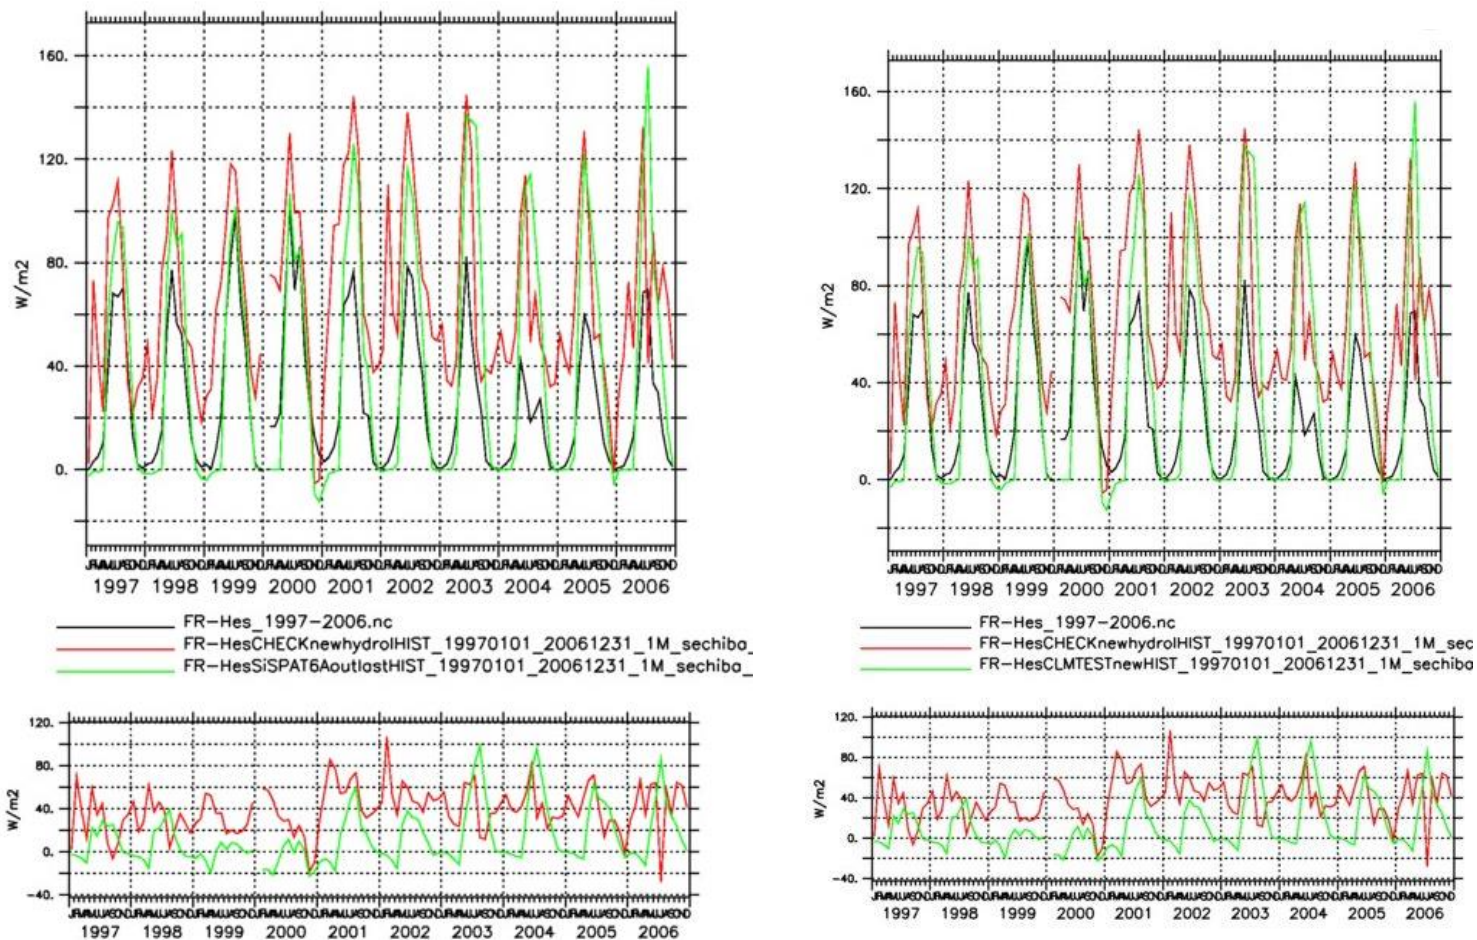 160.
120.
80.
40.
0.
W/m2
1997 1998 1999 2000 2001 2002 2003 2004 2005 2006
FR-Hes_1997-2006.nc
FR-HesCHECKnewhydrolHIST_19970101_20061231_1M_sechiba_
FR-HesSiSPAT6AoutlastHIST_19970101_20061231_1M_sechiba_
120.
80.
40.
0.
-40.
W/m2
1997 1998 1999 2000 2001 2002 2003 2004 2005 2006
160.
120.
80.
40.
0.
W/m2
1997 1998 1999 2000 2001 2002 2003 2004 2005 2006
FR-Hes_1997-2006.nc
FR-HesCHECKnewhydrolHIST_19970101_20061231_1M_sec
FR-HesCLMTESTnewHIST_19970101_20061231_1M_sechiba
120.
80.
40.
0.
-40.
W/m2
1997 1998 1999 2000 2001 2002 2003 2004 2005 2006